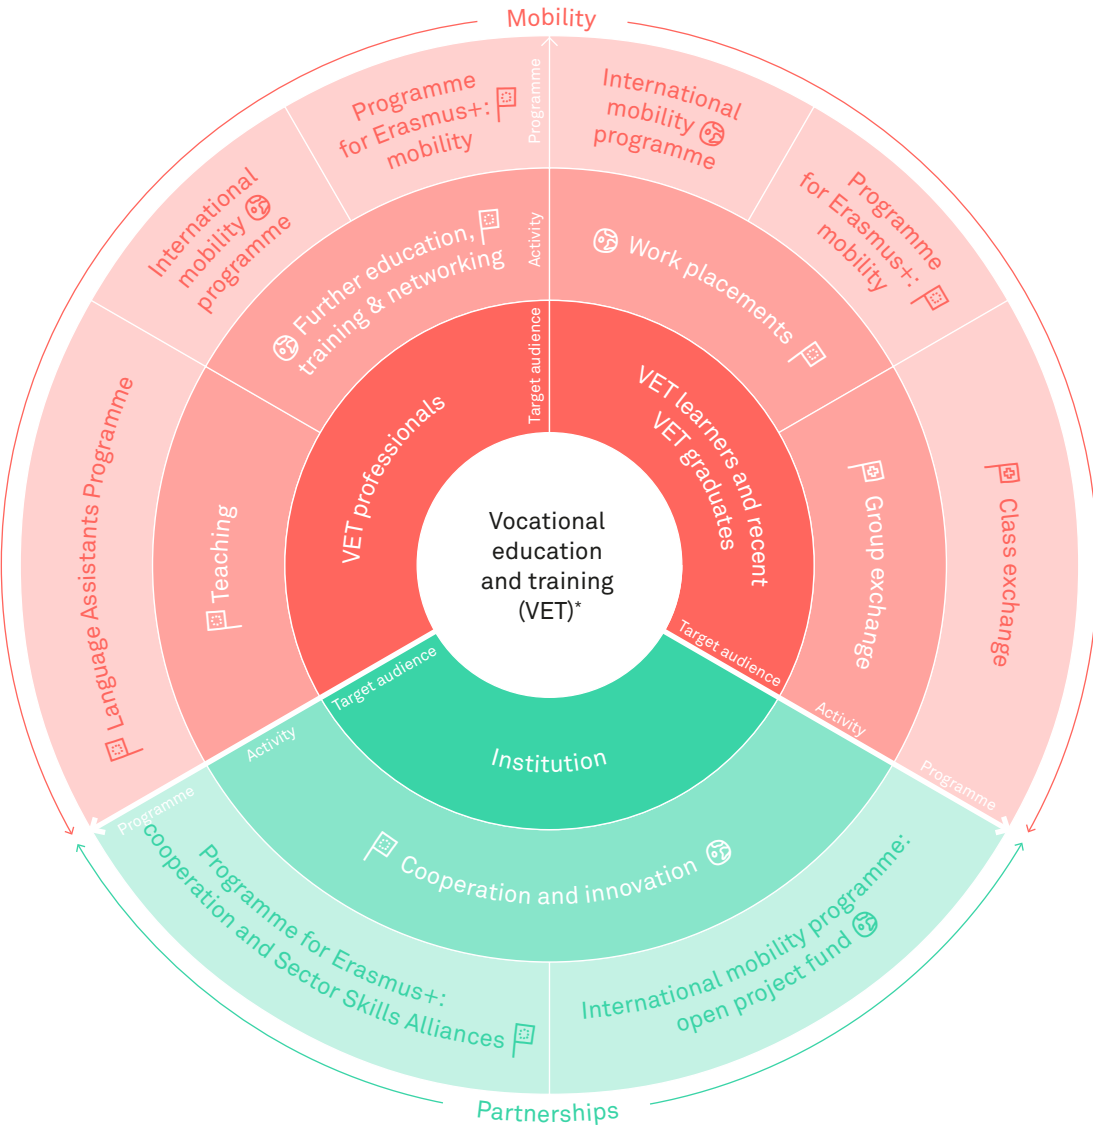 Mobility
Programme
for Erasmus+:
mobility
Programme
International
mobility
programme
International
mobility
programme
Programme
for Erasmus+:
mobility
Further education,
training & networking
Activity
Work placements
Target audience
VET professionals
VET learners and recent
VET graduates
Language Assistants Programme
Teaching
Vocational
education
and training
(VET)*
Group exchange
Class exchange
Target audience
Activity
Programme
Target audience
Activity
Programme
Institution
Cooperation and innovation
Programme for Erasmus+:
cooperation and Sector Skills Alliances
International mobility programme:
open project fund
Partnerships